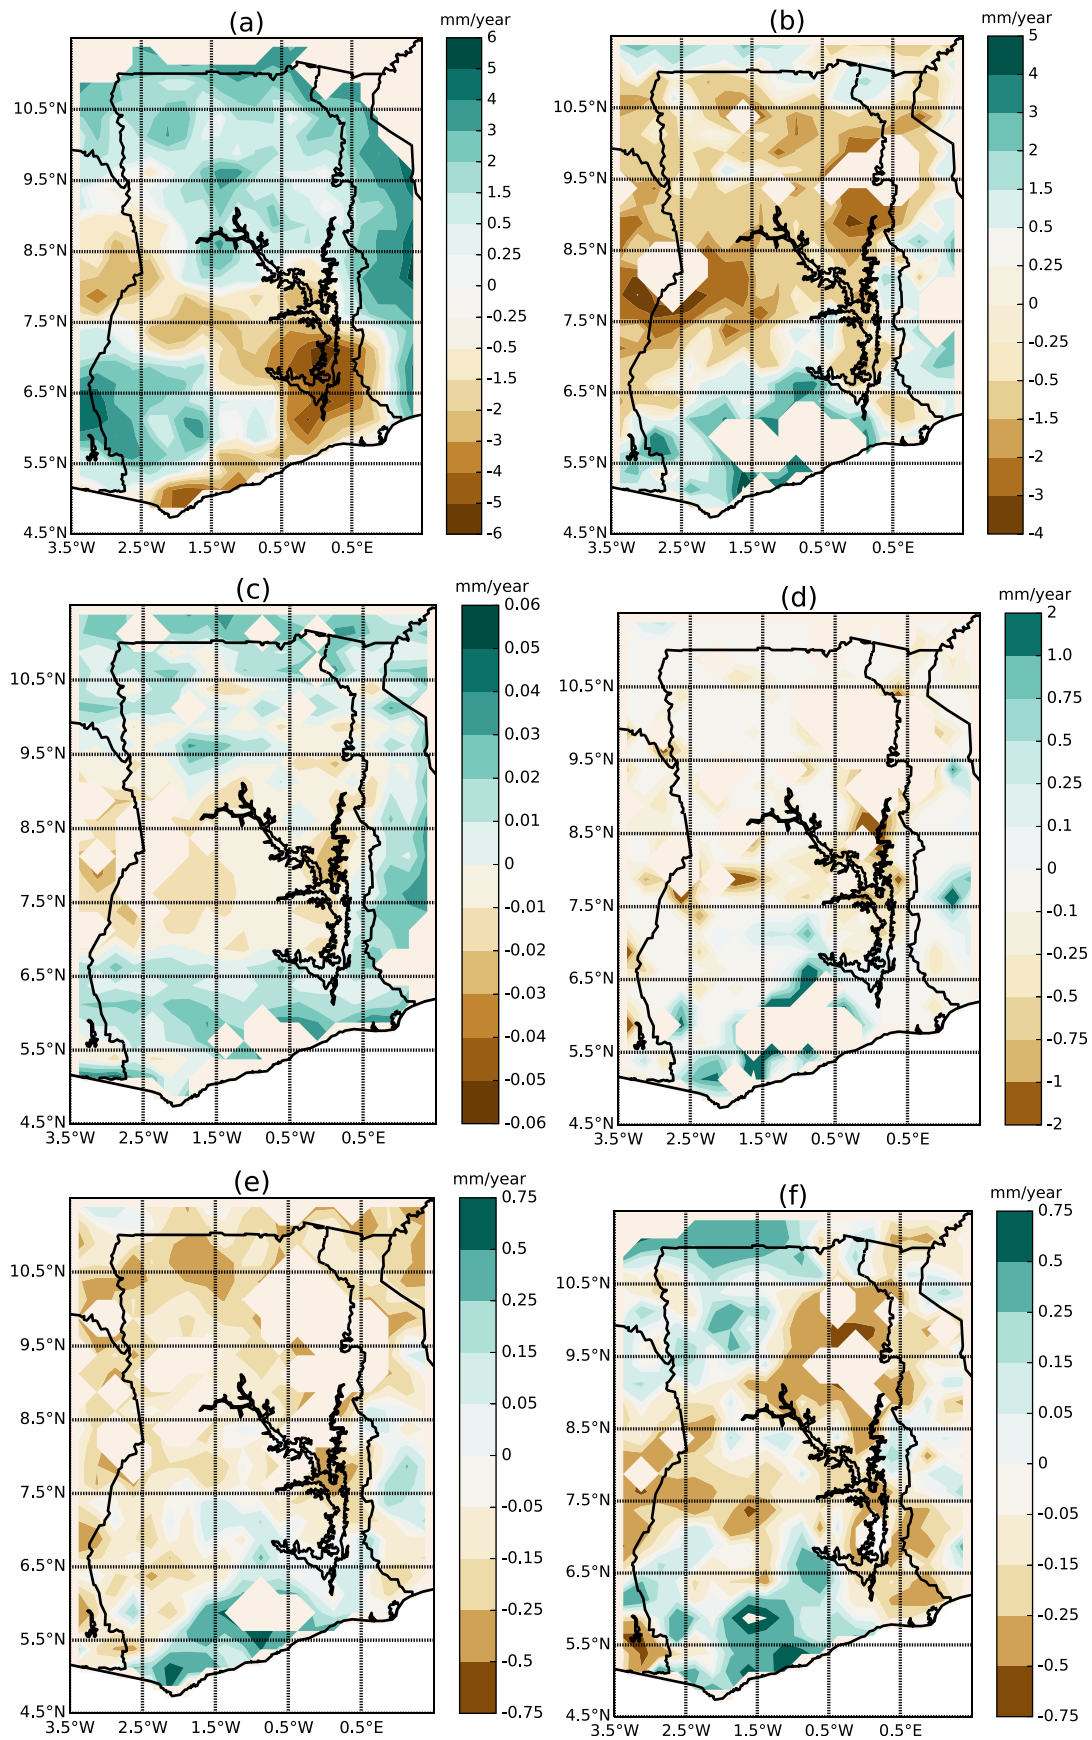 (a)
mm/year
6
5
3
2
1.5
0.5
0.25
0
-0.25
-0.5
-1.5
-2
-3
-5
-6
10.5°N
9.5°N
8.5°N
7.5°N
6.5°N
5.5°N
4.5°N
3.5°W 2.5°W 1.5°W 0.5°W 0.5°E
(b)
mm/year
5
4
3
2
1.5
0.5
0.25
0
-0.25
-0.5
-1.5
-2
-3
-4
10.5°N
9.5°N
8.5°N
7.5°N
6.5°N
5.5°N
4.5°N
3.5°W 2.5°W 1.5°W 0.5°W 0.5°E
(c)
mm/year
0.06
0.05
0.04
0.03
0.02
0.01
0
-0.01
-0.02
-0.03
-0.04
-0.05
-0.06
10.5°N
9.5°N
8.5°N
7.5°N
6.5°N
5.5°N
4.5°N
3.5°W 2.5°W 1.5°W 0.5°W 0.5°E
(d)
mm/year
2
1.0
0.75
0.5
0.25
0.1
0
-0.1
-0.25
-0.5
-0.75
-1
-2
10.5°N
9.5°N
8.5°N
7.5°N
6.5°N
5.5°N
4.5°N
3.5°W 2.5°W 1.5°W 0.5°W 0.5°E
(e)
mm/year
0.75
0.5
0.25
0.15
0.05
0
-0.05
-0.15
-0.25
-0.5
-0.75
10.5°N
9.5°N
8.5°N
7.5°N
6.5°N
5.5°N
4.5°N
3.5°W 2.5°W 1.5°W 0.5°W 0.5°E
(f)
mm/year
0.75
0.5
0.25
0.15
0.05
0
-0.05
-0.15
-0.25
-0.5
-0.75
10.5°N
9.5°N
8.5°N
7.5°N
6.5°N
5.5°N
4.5°N
3.5°W 2.5°W 1.5°W 0.5°W 0.5°E